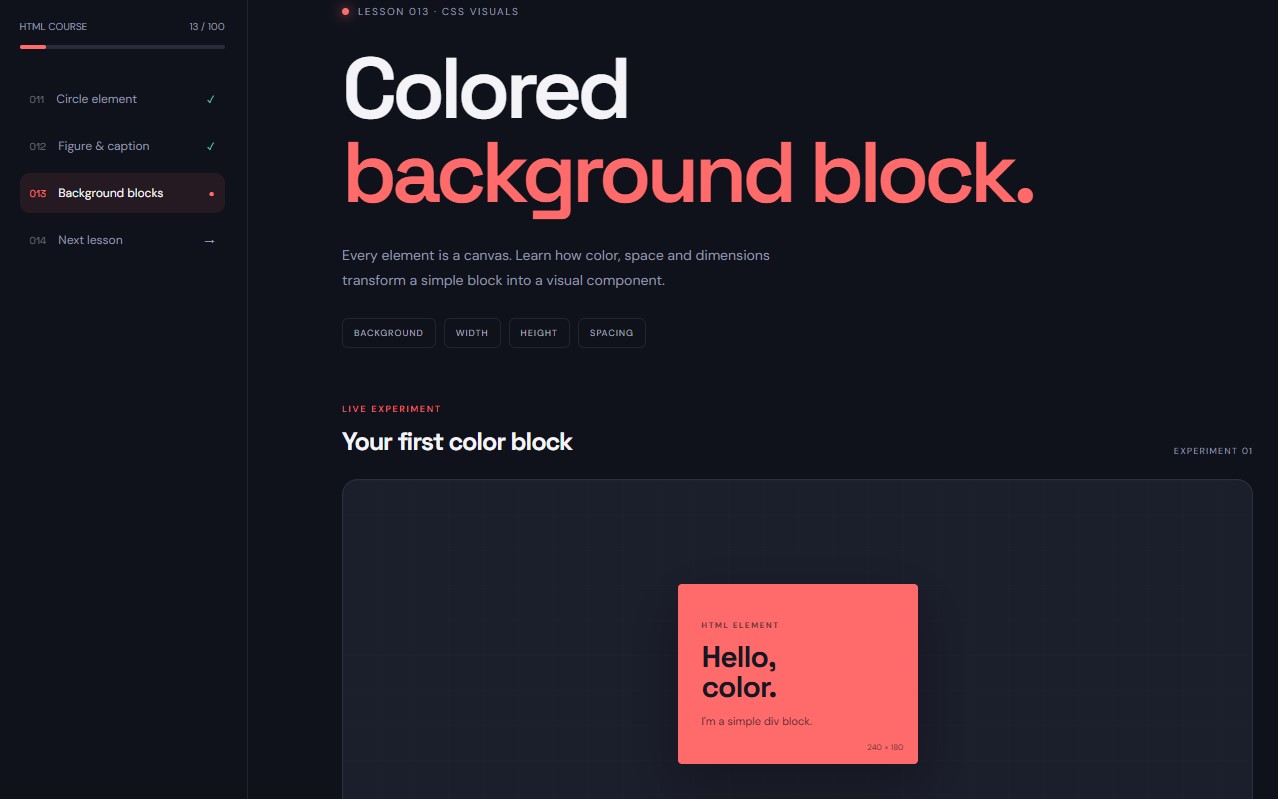 HTML COURSE
13 / 100
011 Circle element ✓
012 Figure & caption ✓
013 Background blocks
014 Next lesson →
LESSON 013 · CSS VISUALS
Colored
background block.
Every element is a canvas. Learn how color, space and dimensions
transform a simple block into a visual component.
BACKGROUND
WIDTH
HEIGHT
SPACING
LIVE EXPERIMENT
Your first color block
EXPERIMENT 01
HTML ELEMENT
Hello,
color.
I'm a simple div block.
240 × 180